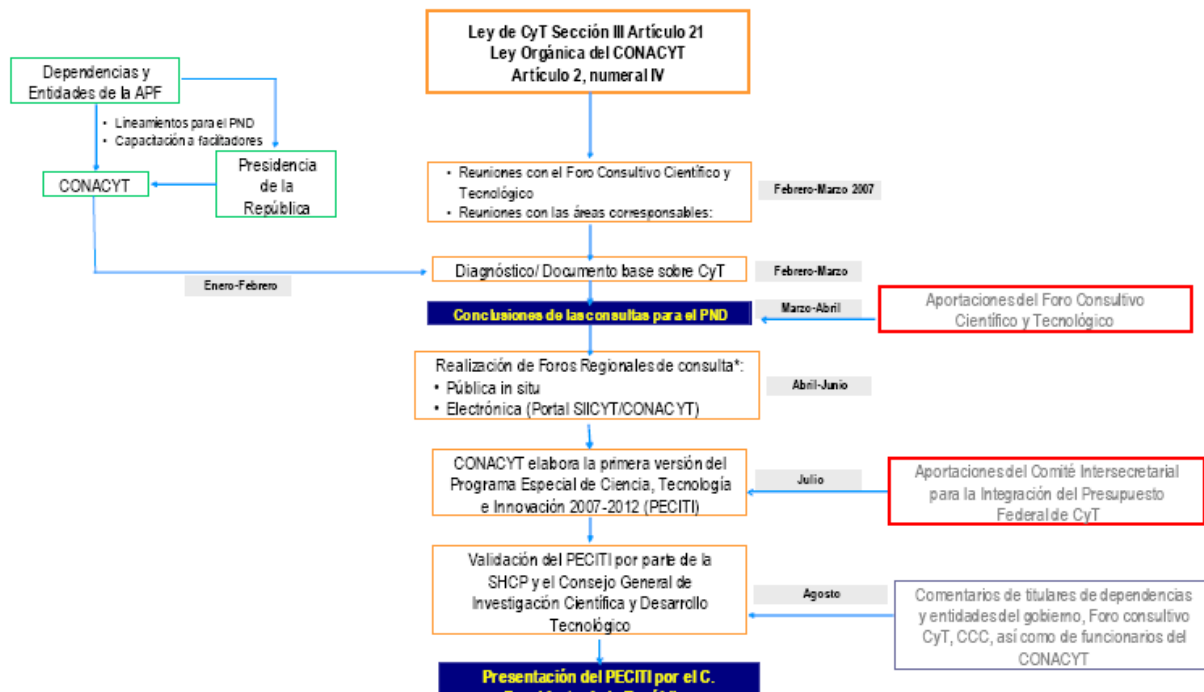 Ley de CyT Sección III Artículo 21
Ley Orgánica del CONACYT
Artículo 2, numeral IV
Dependencias y
Entidades de la APF
• Lineamientos para el PND
• Capacitación a facilitadores
CONACYT
Presidencia
de la
República
• Reuniones con el Foro Consultivo Científico y
Tecnológico
• Reuniones con las áreas corresponsables:
Febrero-Marzo 2007
Diagnóstico/ Documento base sobre CyT
Febrero-Marzo
Enero-Febrero
Conclusiones de las consultas para el PND
Marzo-Abril
Aportaciones del Foro Consultivo
Científico y Tecnológico
Realización de Foros Regionales de consulta*:
• Pública in situ
• Electrónica (Portal SIICYT/CONACYT)
Abril-Junio
CONACYT elabora la primera versión del
Programa Especial de Ciencia, Tecnología
e Innovación 2007-2012 (PECITI)
Julio
Aportaciones del Comité Intersecretarial
para la Integración del Presupuesto
Federal de CyT
Validación del PECITI por parte de la
SHCP y el Consejo General de
Investigación Científica y Desarrollo
Tecnológico
Agosto
Comentarios de titulares de dependencias
y entidades del gobierno, Foro consultivo
CyT, CCC, así como de funcionarios del
CONACYT
Presentación del PECITI por el C.